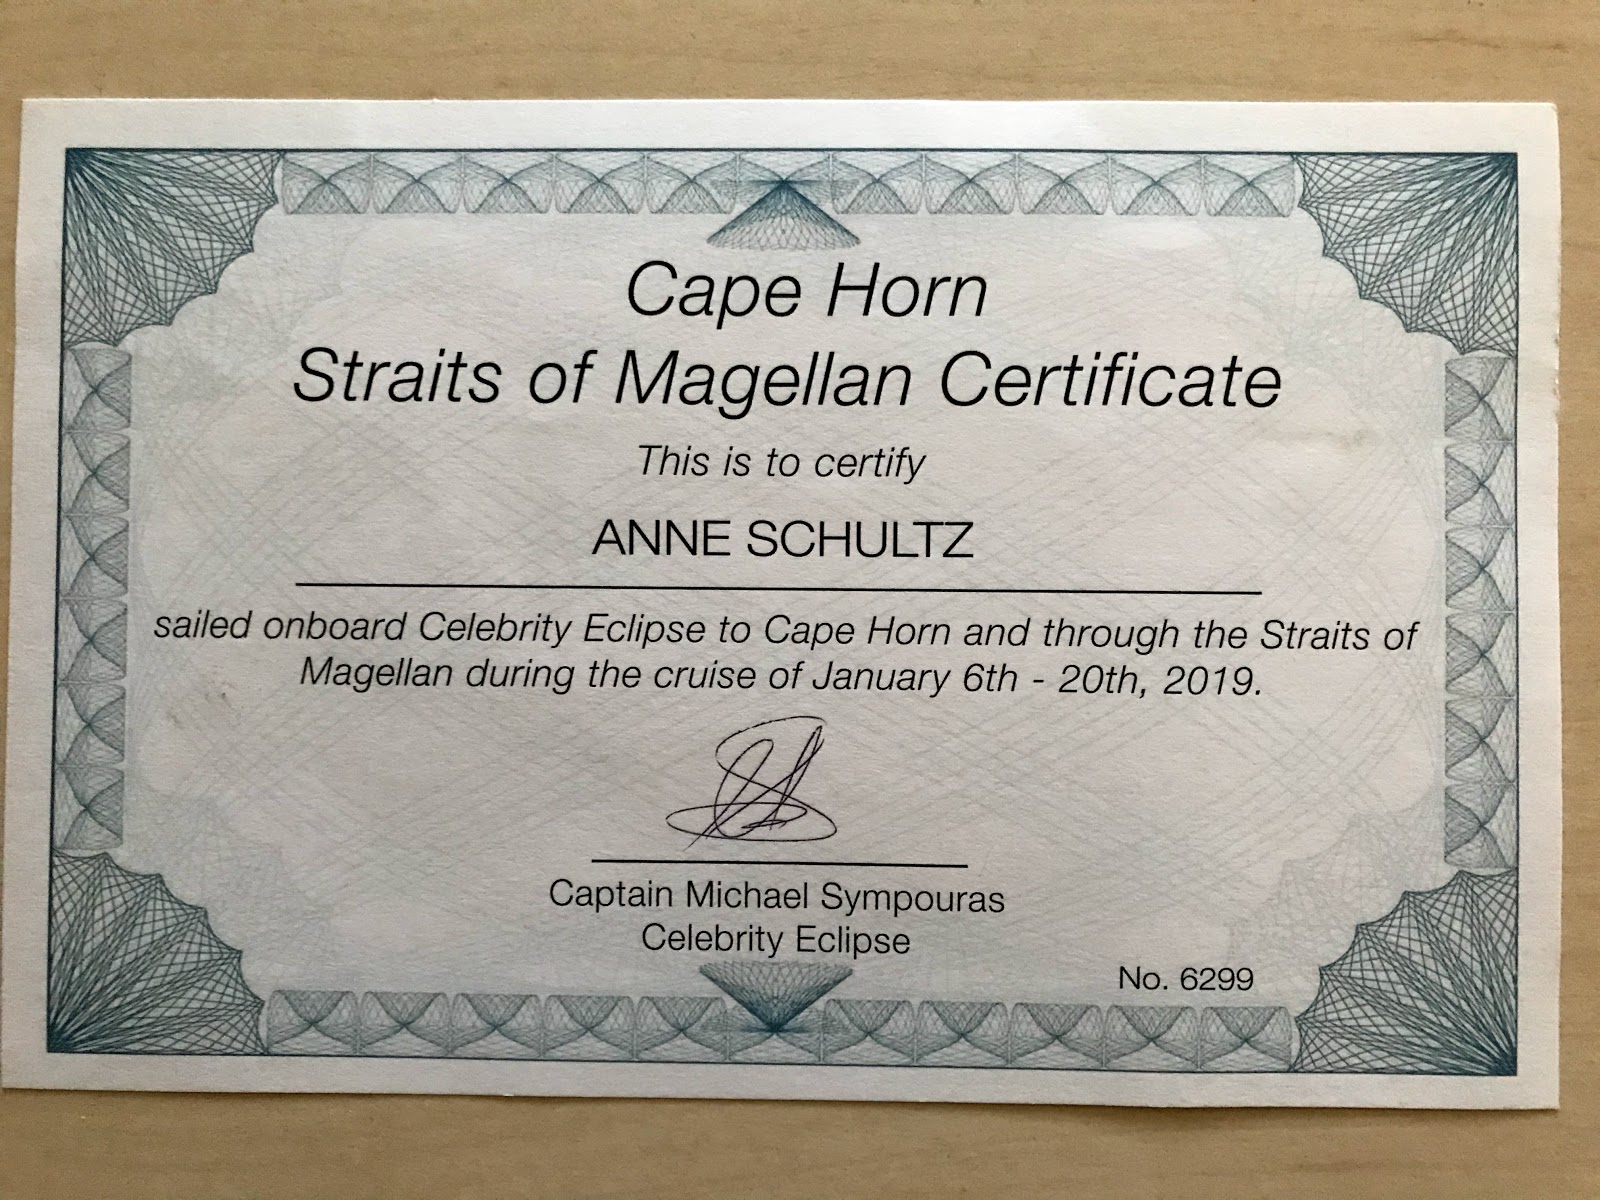 Cape Horn
Straits of Magellan Certificate
This is to certify
ANNE SCHULTZ
sailed onboard Celebrity Eclipse to Cape Horn and through the Straits of
Magellan during the cruise of January 6th - 20th, 2019.
Captain Michael Sympouras
Celebrity Eclipse
No. 6299